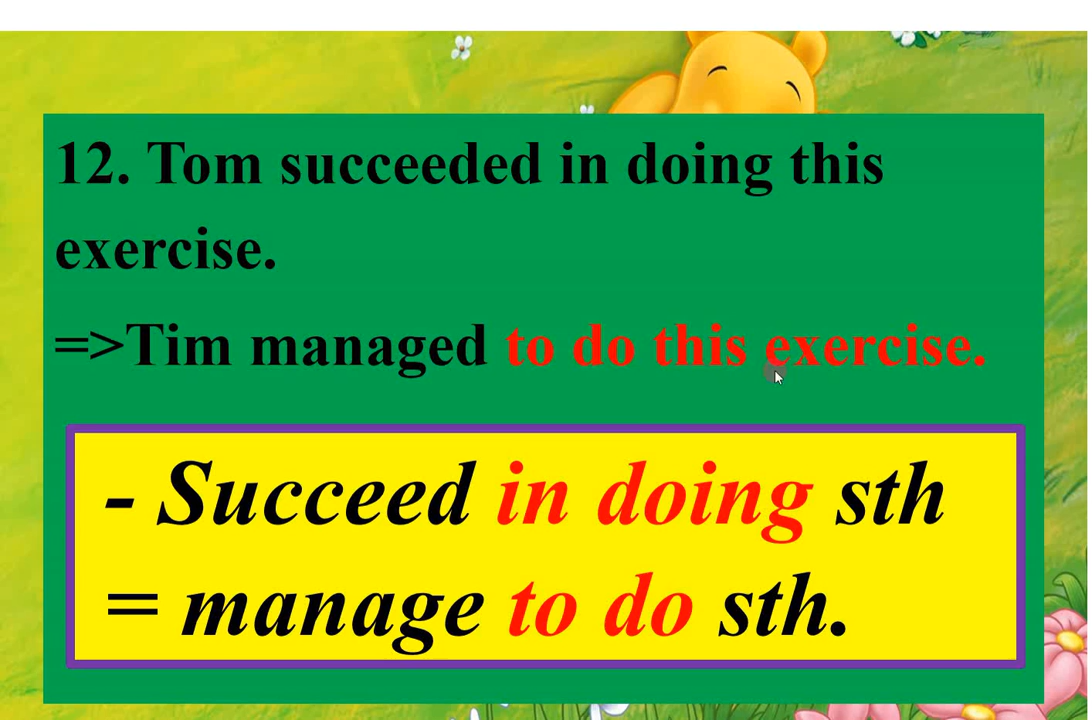 12. Tom succeeded in doing this
exercise.
=>Tim managed to do this exercise.
- Succeed in doing sth
= manage to do sth.